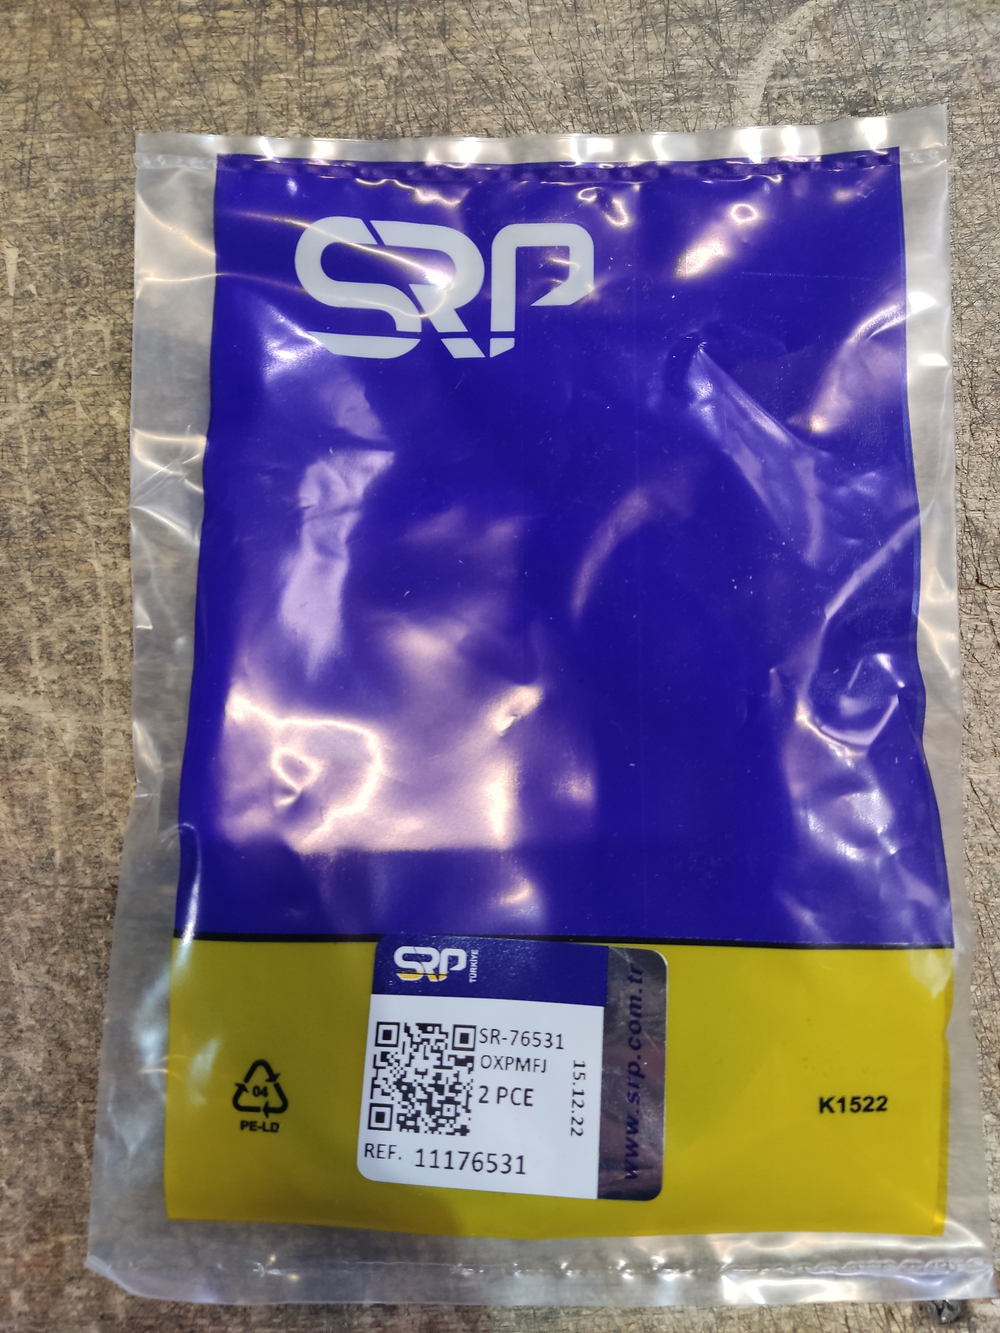 SRP
SRP
TÜRKİYE
SR-76531
OXPMFJ
2 PCE
15.12.22
REF. 11176531
www.srp.com.tr
04
PE-LD
K1522